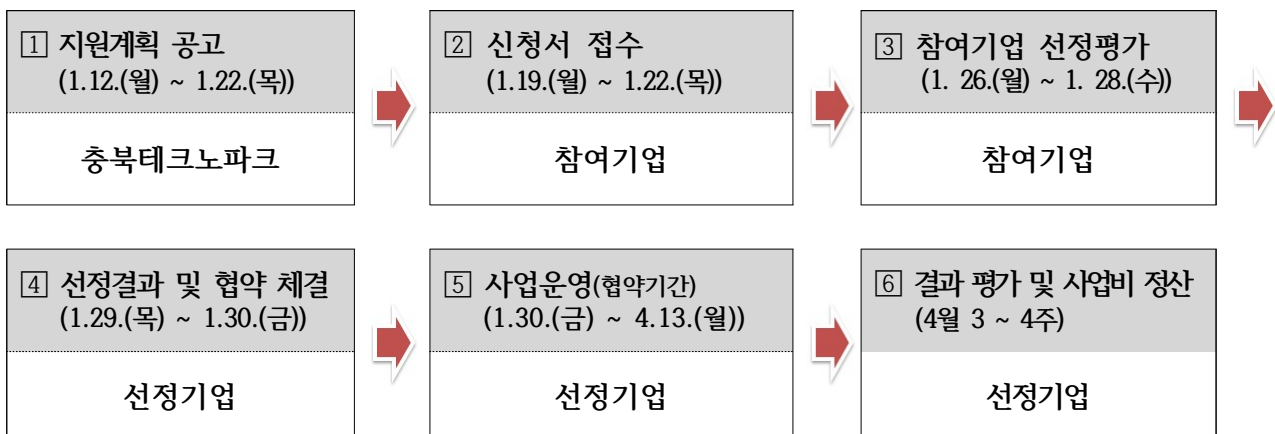 1 지원계획 공고
(1.12.(월) ~ 1.22.(목))
충북테크노파크
2 신청서 접수
(1.19.(월) ~ 1.22.(목))
참여기업
3 참여기업 선정평가
(1. 26.(월) ~ 1. 28.(수))
참여기업
4 선정결과 및 협약 체결
(1.29.(목) ~ 1.30.(금))
선정기업
5 사업운영(협약기간)
(1.30.(금) ~ 4.13.(월))
선정기업
6 결과 평가 및 사업비 정산
(4월 3 ~ 4주)
선정기업